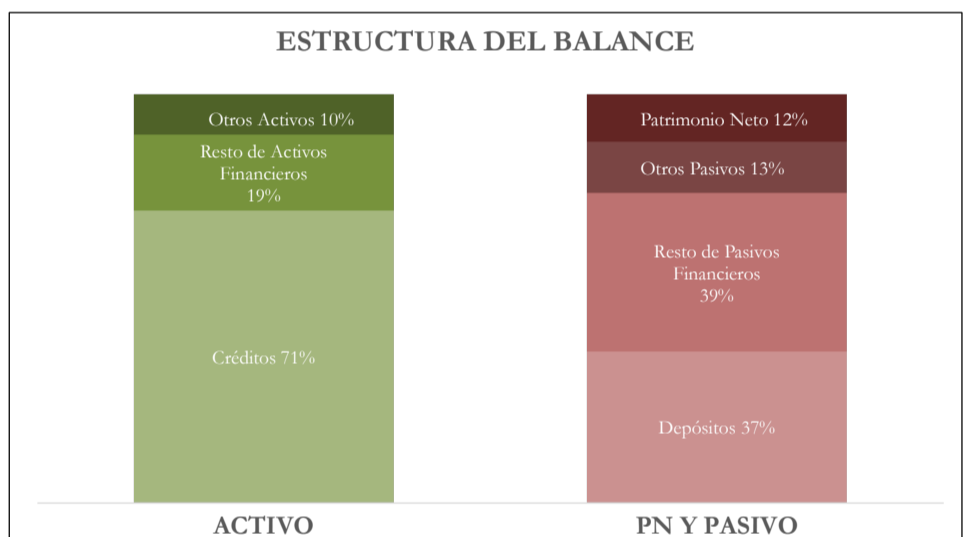 ESTRUCTURA DEL BALANCE
Otros Activos 10%
Resto de Activos
Financieros
19%
Créditos 71%
ACTIVO
Patrimonio Neto 12%
Otros Pasivos 13%
Resto de Pasivos
Financieros
39%
Depósitos 37%
PN Y PASIVO